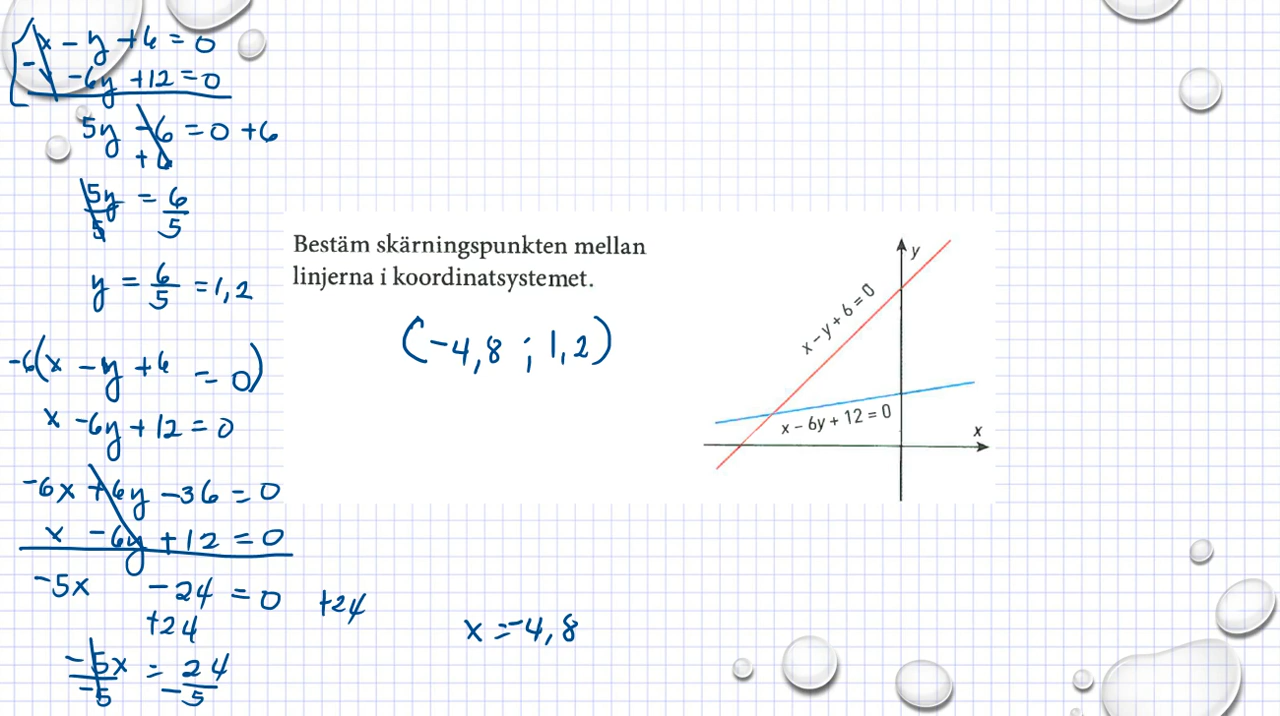 x - y + 6 = 0
- x - 6y + 12 = 0
5y - 6 = 0 + 6
+ 6
5y/5 = 6/5
y = 6/5 = 1,2
-6(x - y + 6 = 0)
x - 6y + 12 = 0
-6x + 6y - 36 = 0
x - 6y + 12 = 0
-5x - 24 = 0 +24
+24
-5x/-5 = 24/-5
Bestäm skärningspunkten mellan
linjerna i koordinatsystemet.
(-4,8 ; 1,2)
y
x – y + 6 = 0
x – 6y + 12 = 0
x
x = -4,8